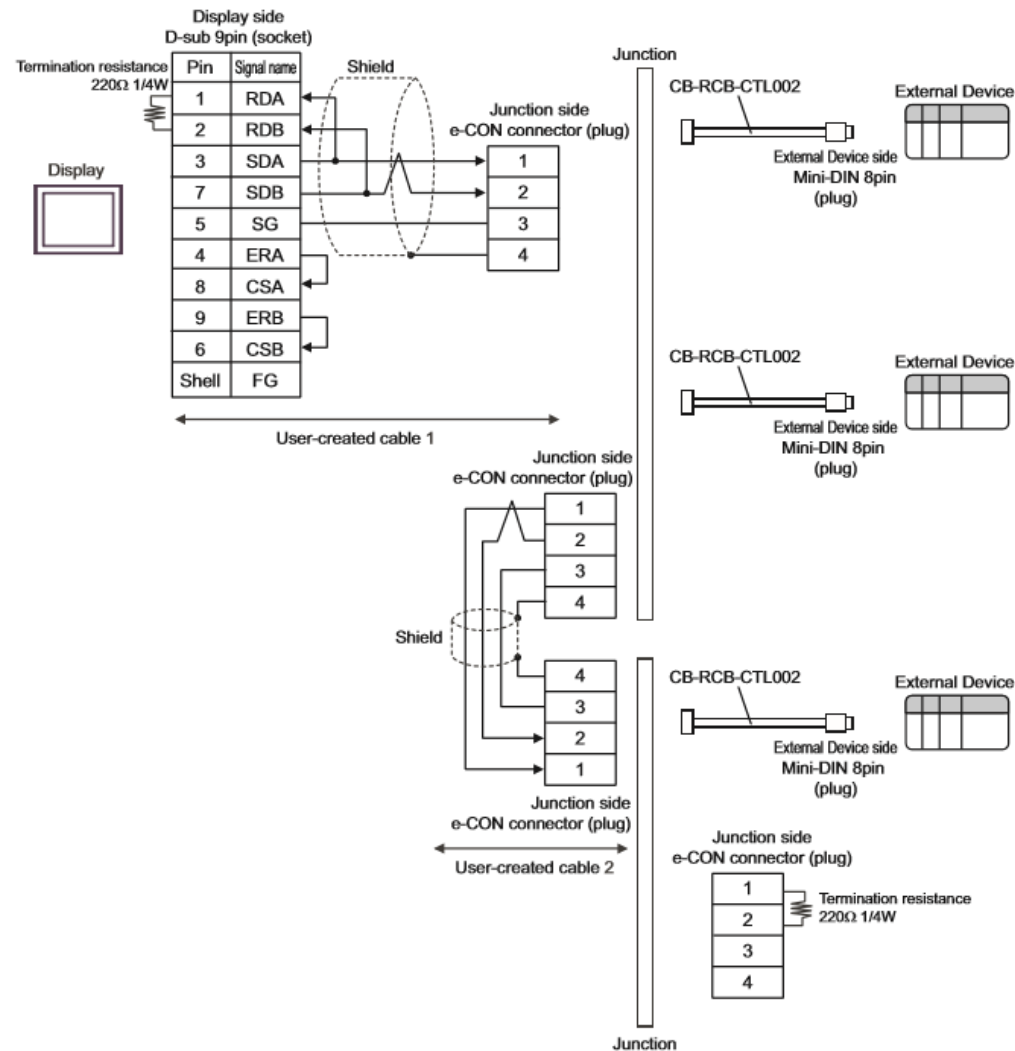 Display side
D-sub 9pin (socket)
Termination resistance
220Ω 1/4W
Pin Signal name
1 RDA
2 RDB
3 SDA
7 SDB
5 SG
4 ERA
8 CSA
9 ERB
6 CSB
Shell FG
Display
Shield
Junction side
e-CON connector (plug)
1
2
3
4
User-created cable 1
Junction
CB-RCB-CTL002
External Device
External Device side
Mini-DIN 8pin
(plug)
CB-RCB-CTL002
External Device
External Device side
Mini-DIN 8pin
(plug)
Junction side
e-CON connector (plug)
1
2
3
4
Shield
4
3
2
1
Junction side
e-CON connector (plug)
User-created cable 2
CB-RCB-CTL002
External Device
External Device side
Mini-DIN 8pin
(plug)
Junction side
e-CON connector (plug)
1
2
3
4
Termination resistance
220Ω 1/4W
Junction